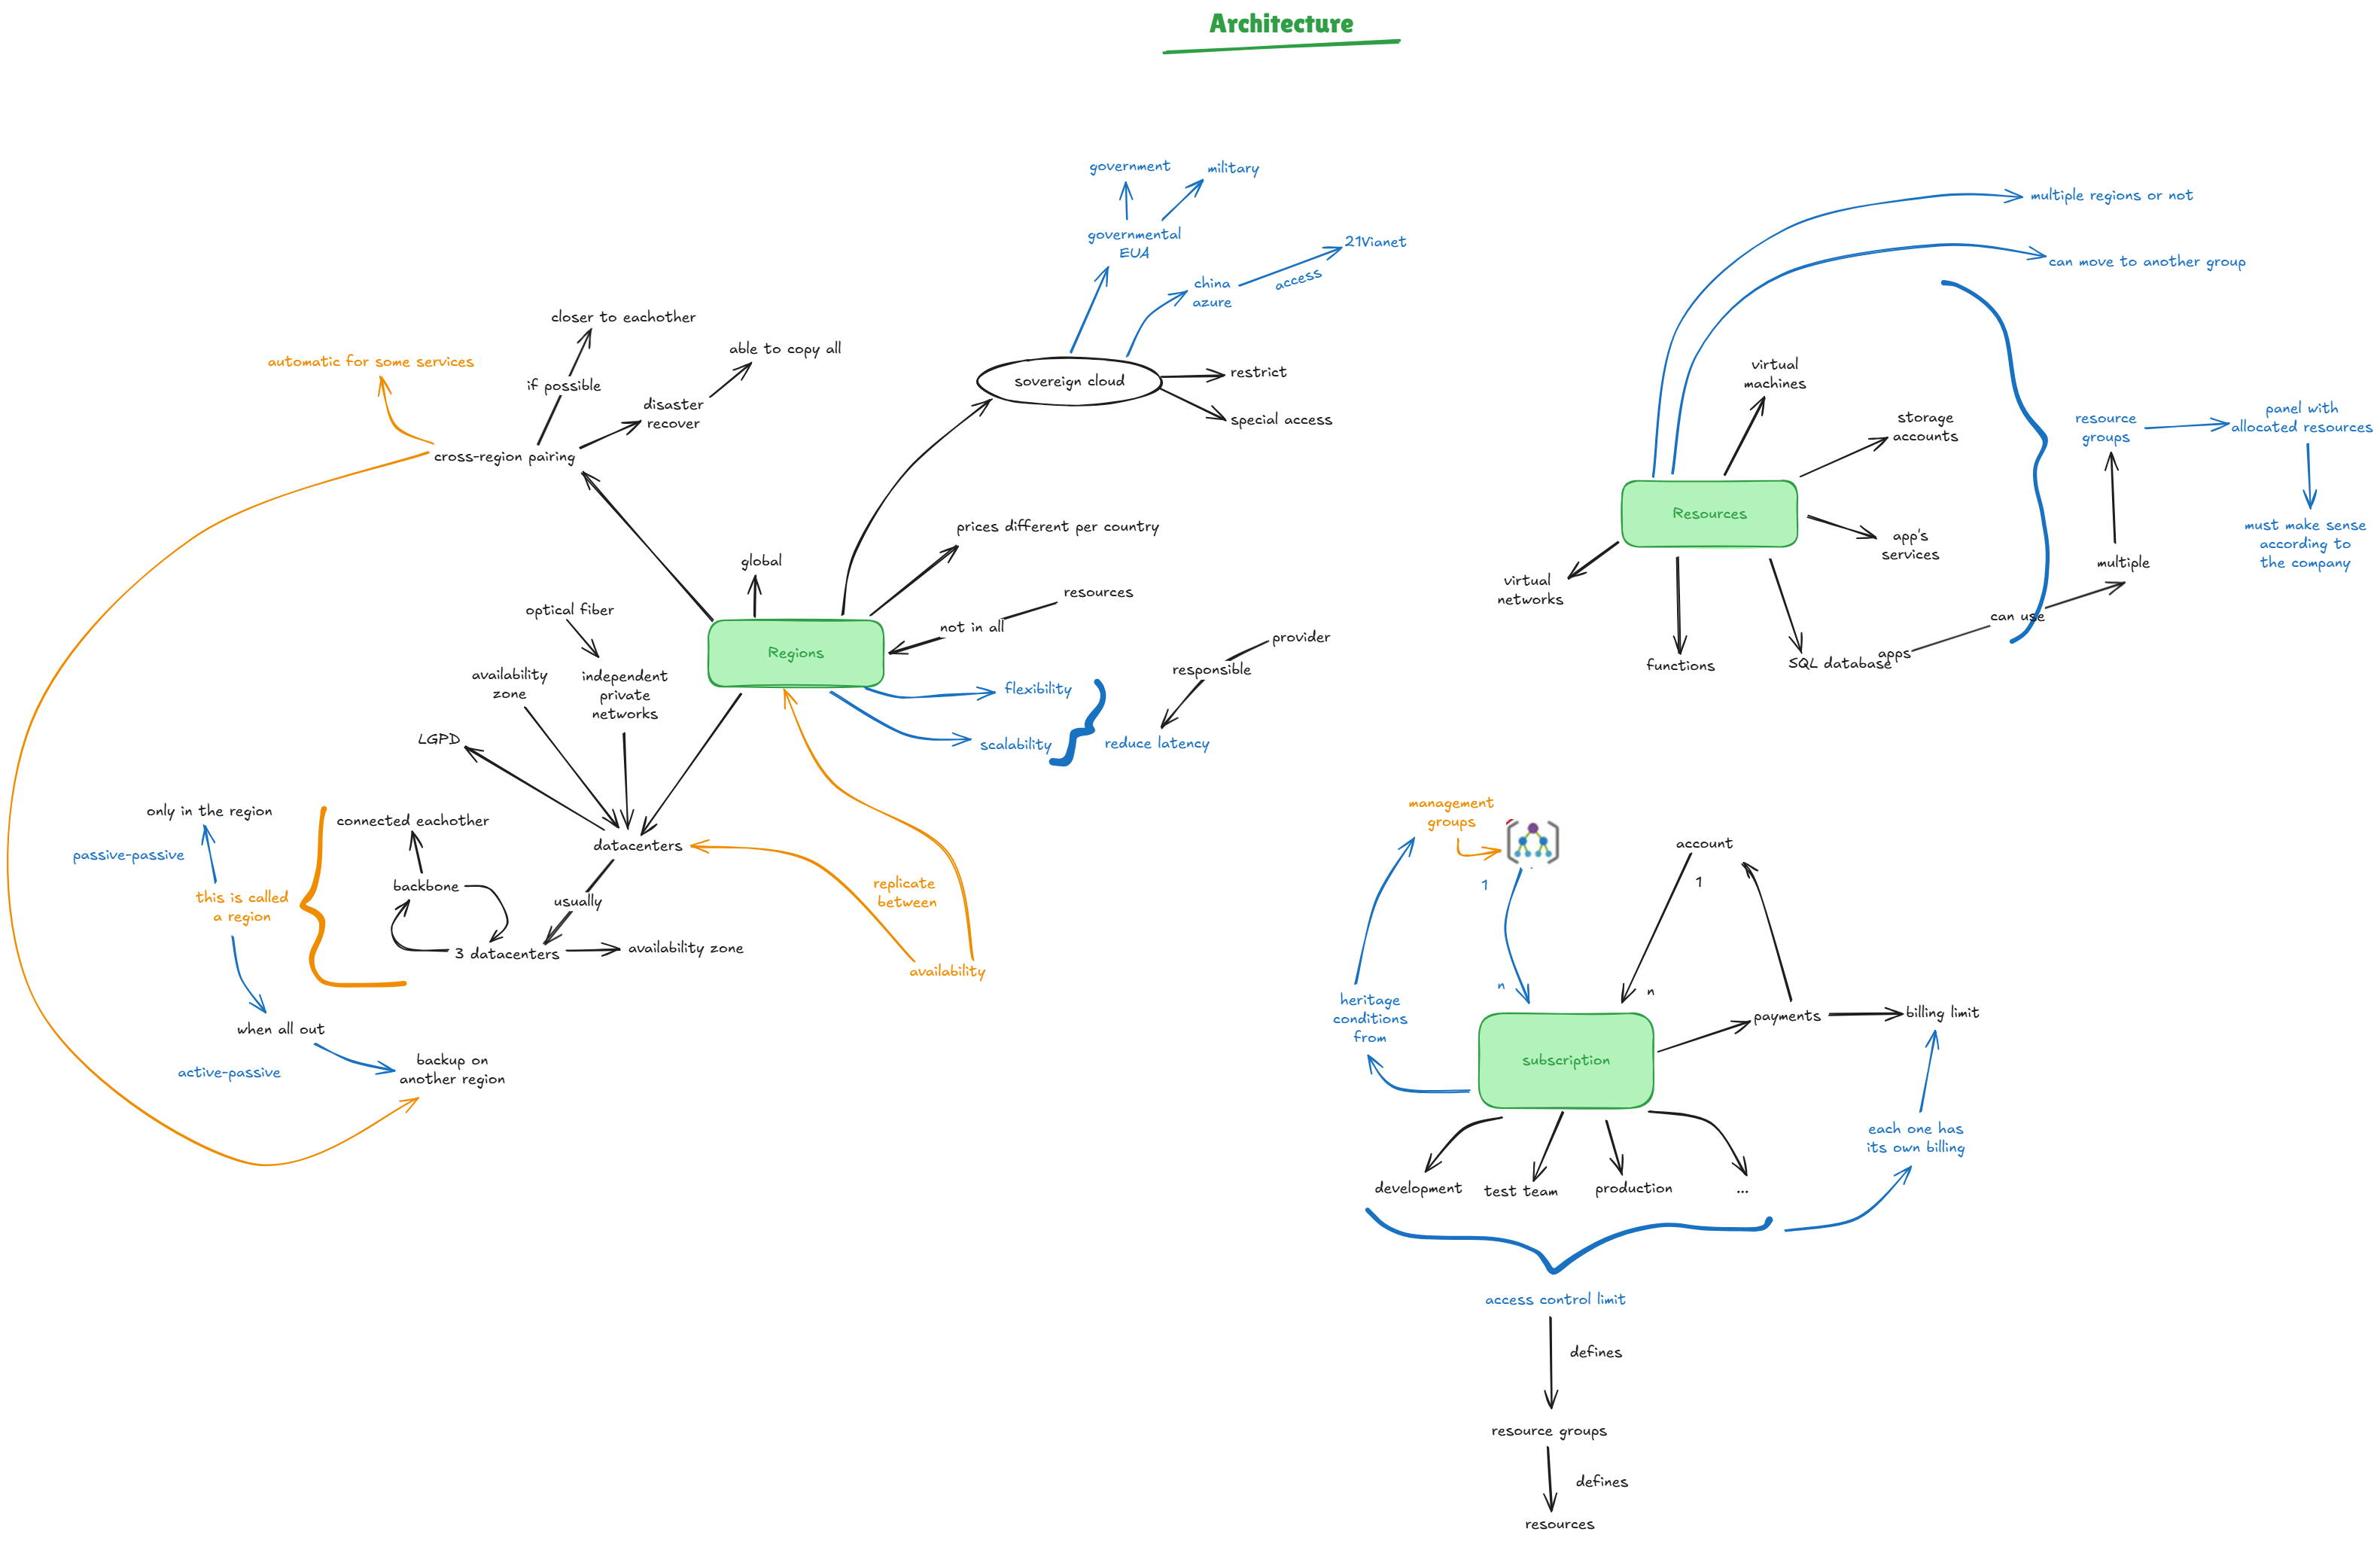 Architecture
government
military
governmental
EUA
21Vianet
china
azure
access
sovereign cloud
restrict
special access
closer to eachother
if possible
able to copy all
automatic for some services
disaster
recover
cross-region pairing
prices different per country
global
resources
not in all
optical fiber
Regions
provider
responsible
availability
zone
independent
private
networks
flexibility
scalability
reduce latency
LGPD
only in the region
connected eachother
datacenters
passive-passive
backbone
this is called
a region
usually
replicate
between
3 datacenters
availability zone
availability
when all out
active-passive
backup on
another region
multiple regions or not
can move to another group
virtual
machines
storage
accounts
resource
groups
panel with
allocated resources
Resources
app's
services
must make sense
according to
the company
virtual
networks
multiple
can use
functions
SQL database
apps
management
groups
account
1
1
n
n
heritage
conditions
from
payments
billing limit
subscription
each one has
its own billing
development
test team
production
...
access control limit
defines
resource groups
defines
resources